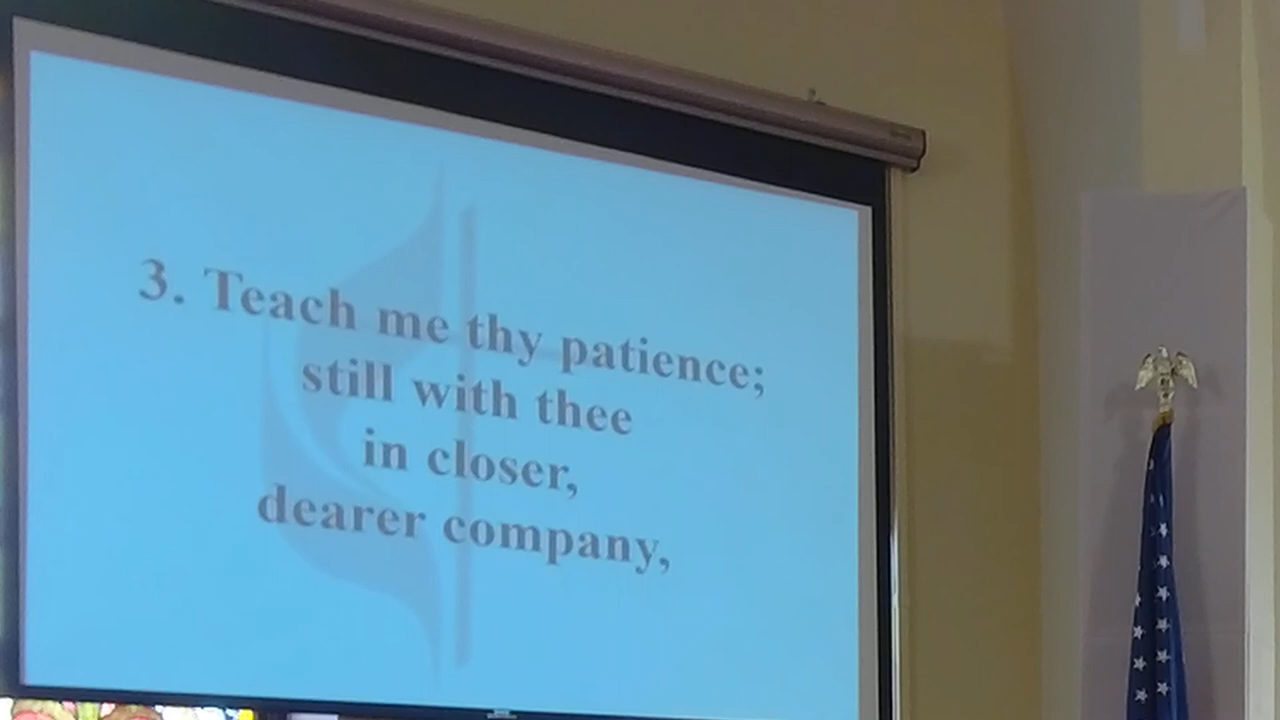 3. Teach me thy patience;
still with thee
in closer,
dearer company,